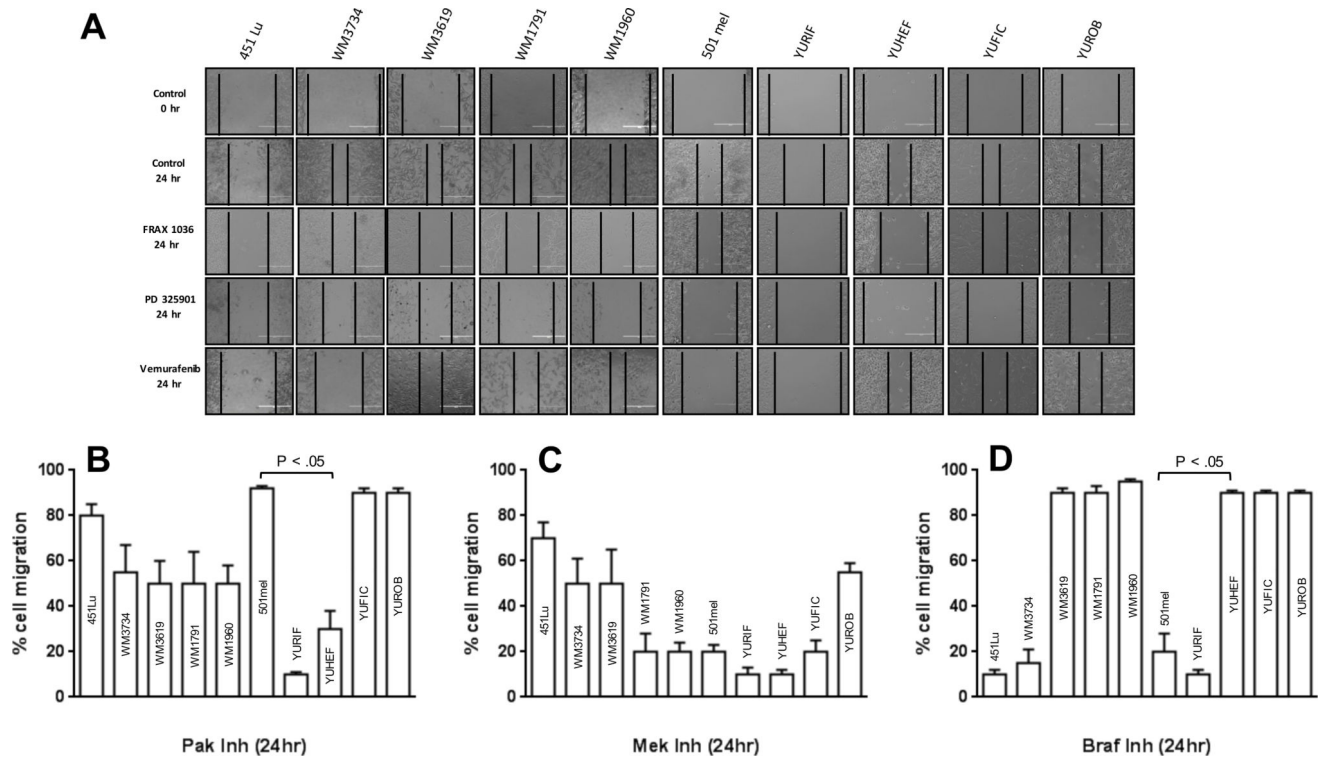 A
451 Lu
WM3734
WM3619
WM1791
WM1960
501 mel
YURIF
YUHEF
YUFIC
YUROB
Control
0 hr
Control
24 hr
FRAX 1036
24 hr
PD 325901
24 hr
Vemurafenib
24 hr
B
P < .05
% cell migration
100
80
60
40
20
0
451Lu
WM3734
WM3619
WM1791
WM1960
501mel
YURIF
YUHEF
YUFIC
YUROB
Pak Inh (24hr)
C
% cell migration
100
80
60
40
20
0
451Lu
WM3734
WM3619
WM1791
WM1960
501mel
YURIF
YUHEF
YUFIC
YUROB
Mek Inh (24hr)
D
P < .05
% cell migration
100
80
60
40
20
0
451Lu
WM3734
WM3619
WM1791
WM1960
501mel
YURIF
YUHEF
YUFIC
YUROB
Braf Inh (24hr)